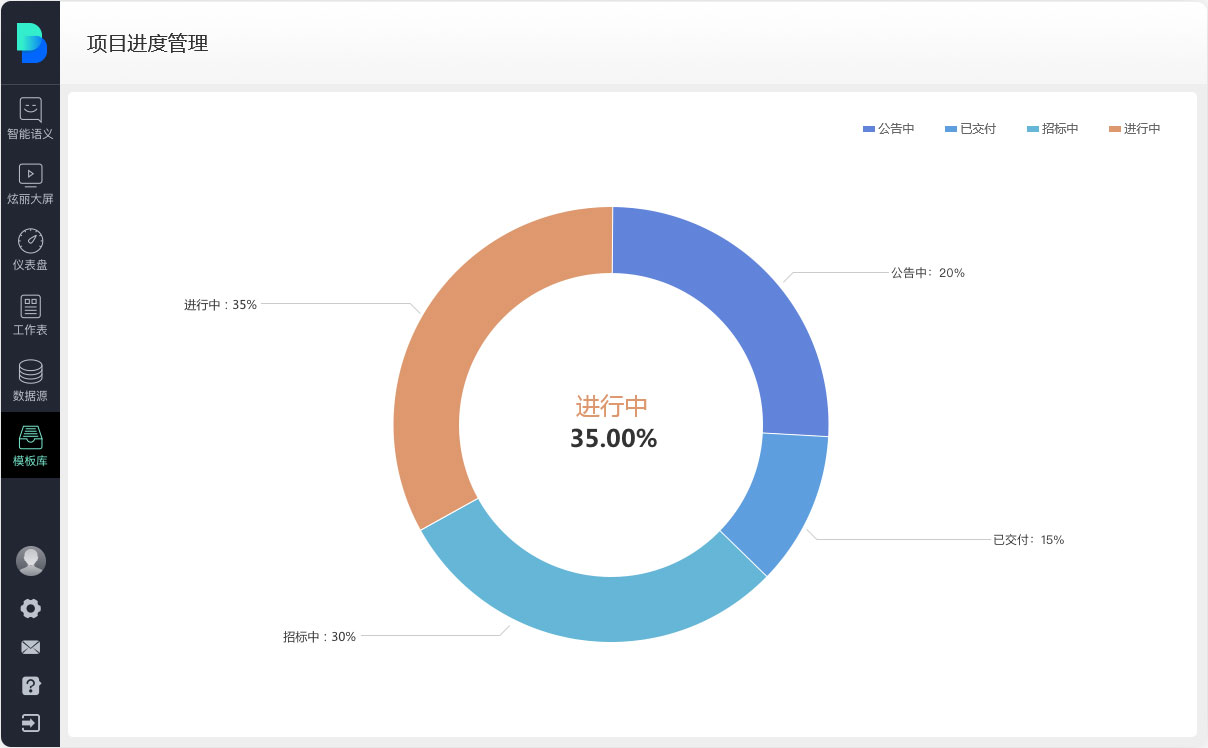 项目进度管理
智能语义
炫丽大屏
仪表盘
工作表
数据源
模板库
公告中
已交付
招标中
进行中
公告中：20%
进行中：35%
进行中
35.00%
已交付：15%
招标中：30%